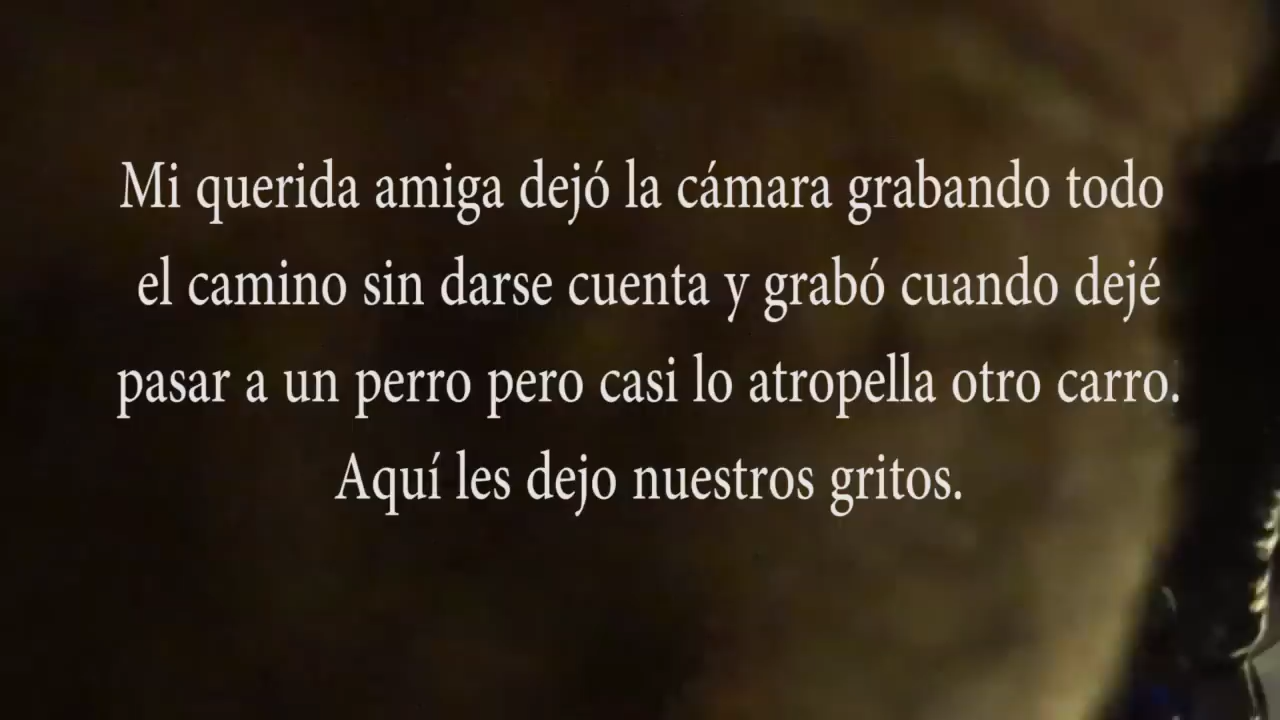 Mi querida amiga dejó la cámara grabando todo
el camino sin darse cuenta y grabó cuando dejé
pasar a un perro pero casi lo atropella otro carro.
Aquí les dejo nuestros gritos.